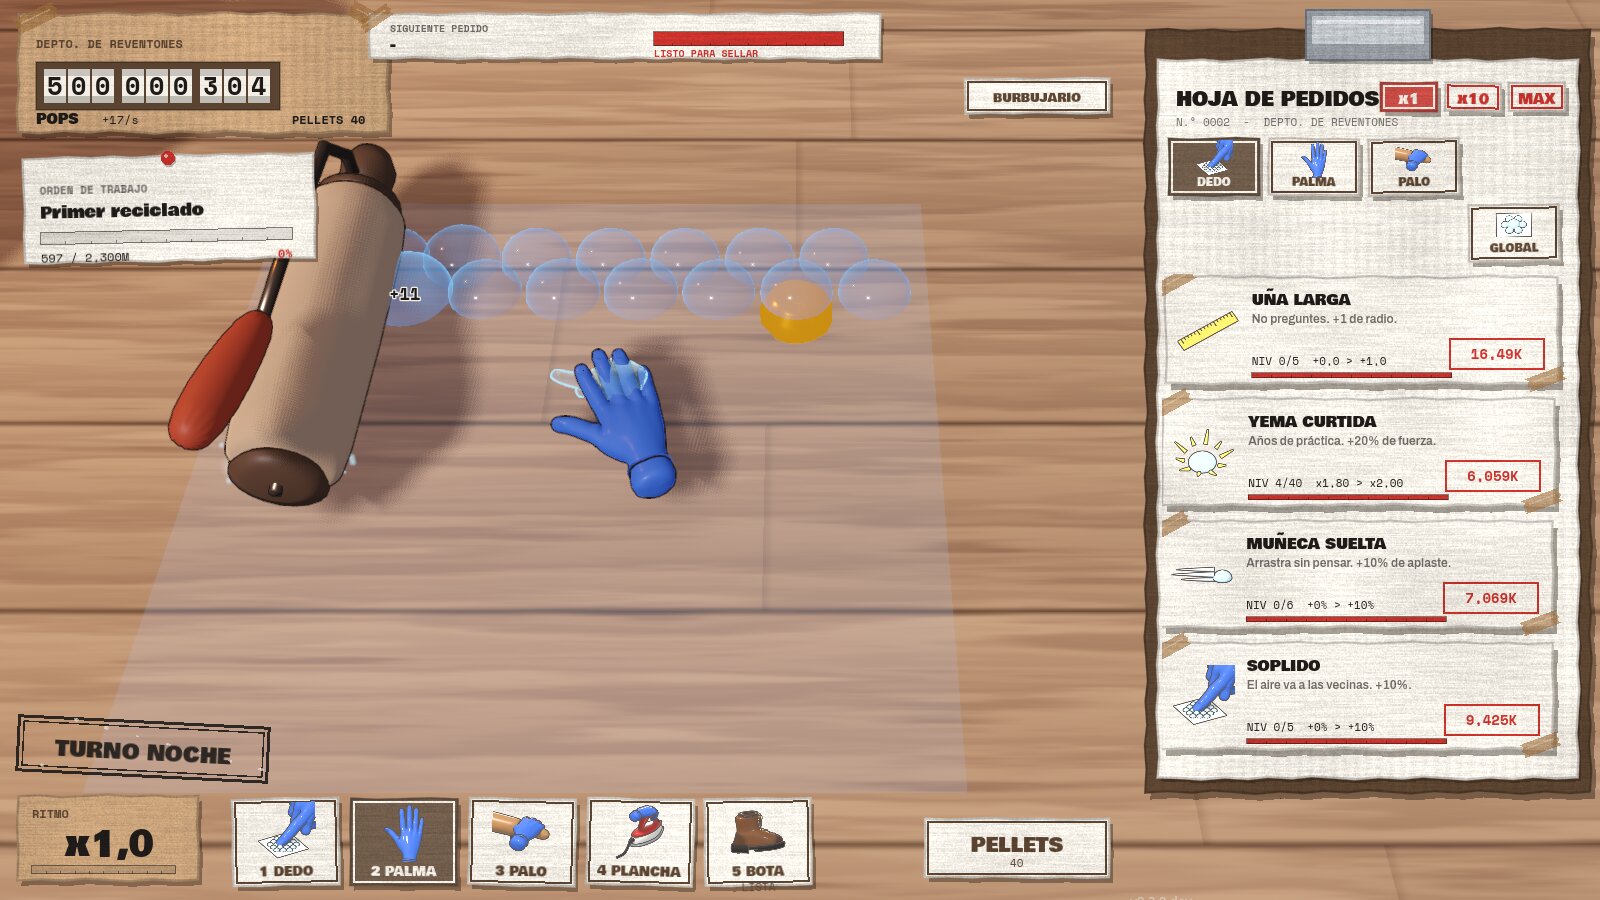 DEPTO. DE REVENTONES
500 000 304
POPS +17/s PELLETS 40
SIGUIENTE PEDIDO
-
LISTO PARA SELLAR
BURBUJARIO
ORDEN DE TRABAJO
Primer reciclado
0%
597 / 2,300M
+11
HOJA DE PEDIDOS x1 x10 MAX
N.º 0002 - DEPTO. DE REVENTONES
DEDO PALMA PALO
GLOBAL
UÑA LARGA
No preguntes. +1 de radio.
NIV 0/5 +0,0 > +1,0 16,49K
YEMA CURTIDA
Años de práctica. +20% de fuerza.
NIV 4/40 x1,80 > x2,00 6,059K
MUÑECA SUELTA
Arrastra sin pensar. +10% de aplaste.
NIV 0/6 +0% > +10% 7,069K
SOPLIDO
El aire va a las vecinas. +10%.
NIV 0/5 +0% > +10% 9,425K
TURNO NOCHE
RITMO
x1,0
1 DEDO 2 PALMA 3 PALO 4 PLANCHA 5 BOTA
LISTA
PELLETS
40